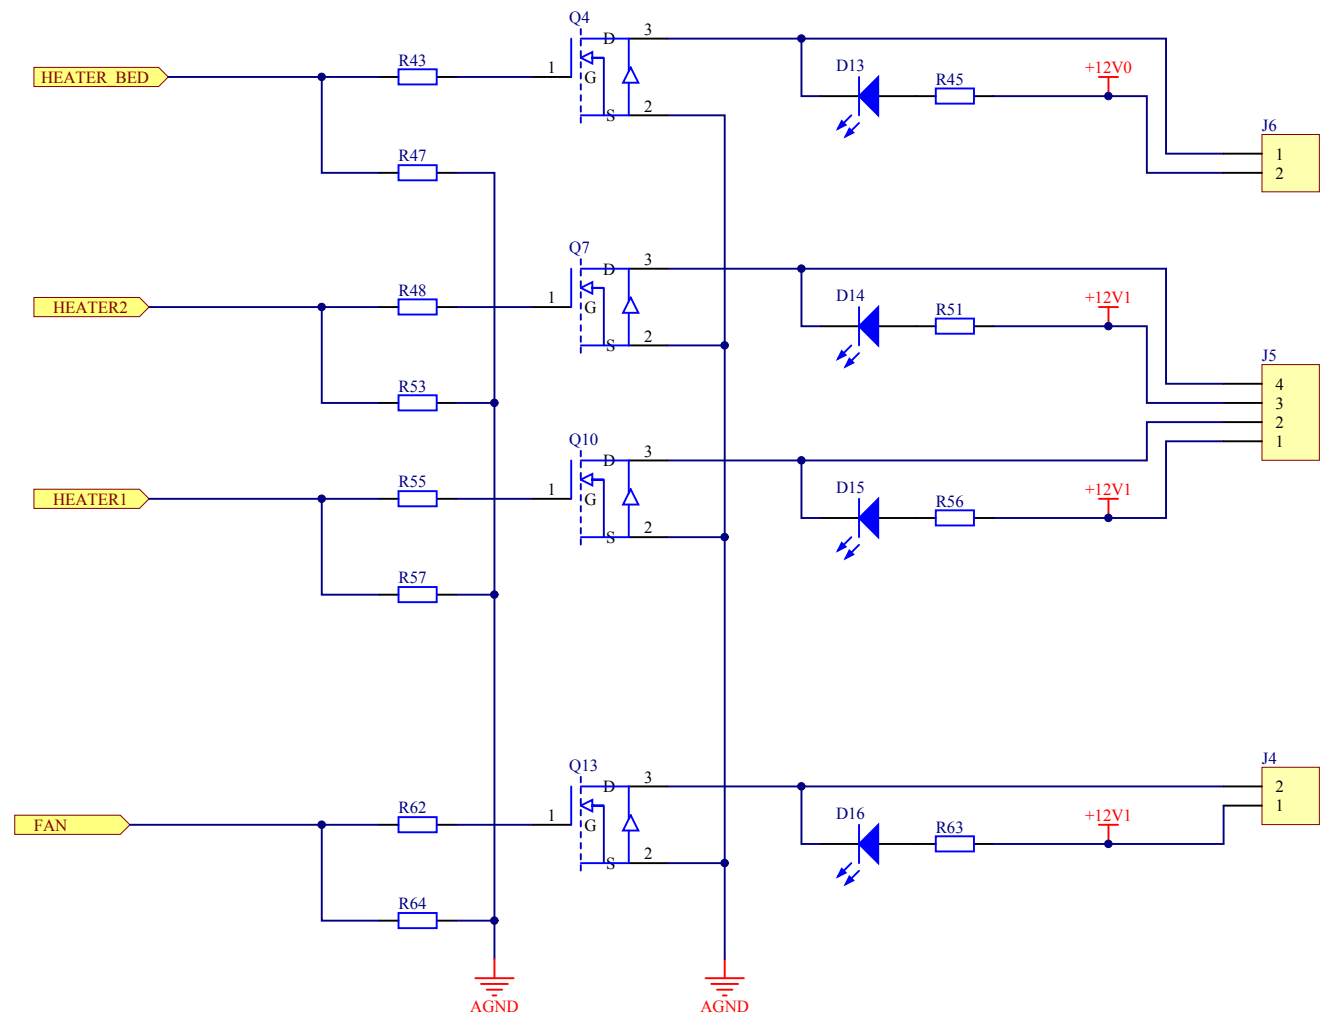 Q4
D 3
HEATER_BED
R43
1
G
D13
R45
+12V0
S 2
J6
1
2
R47
Q7
D 3
HEATER2
R48
1
G
D14
R51
+12V1
S 2
J5
4
3
2
1
R53
Q10
D 3
HEATER1
R55
1
G
D15
R56
+12V1
S 2
R57
Q13
D 3
J4
2
1
FAN
R62
1
G
D16
R63
+12V1
S 2
R64
AGND
AGND